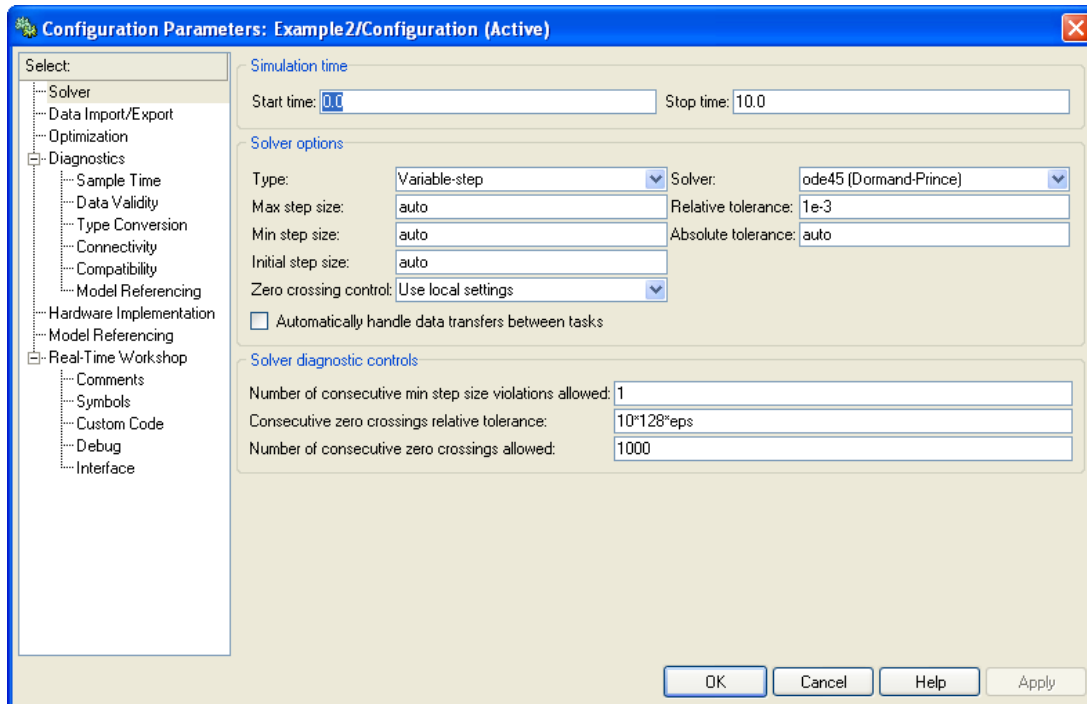 Configuration Parameters: Example2/Configuration (Active)
Select:
Solver
Data Import/Export
Optimization
Diagnostics
Sample Time
Data Validity
Type Conversion
Connectivity
Compatibility
Model Referencing
Hardware Implementation
Model Referencing
Real-Time Workshop
Comments
Symbols
Custom Code
Debug
Interface
Simulation time
Start time: 0.0 Stop time: 10.0
Solver options
Type: Variable-step Solver: ode45 (Dormand-Prince)
Max step size: auto Relative tolerance: 1e-3
Min step size: auto Absolute tolerance: auto
Initial step size: auto
Zero crossing control: Use local settings
Automatically handle data transfers between tasks
Solver diagnostic controls
Number of consecutive min step size violations allowed: 1
Consecutive zero crossings relative tolerance: 10*128*eps
Number of consecutive zero crossings allowed: 1000
OK Cancel Help Apply